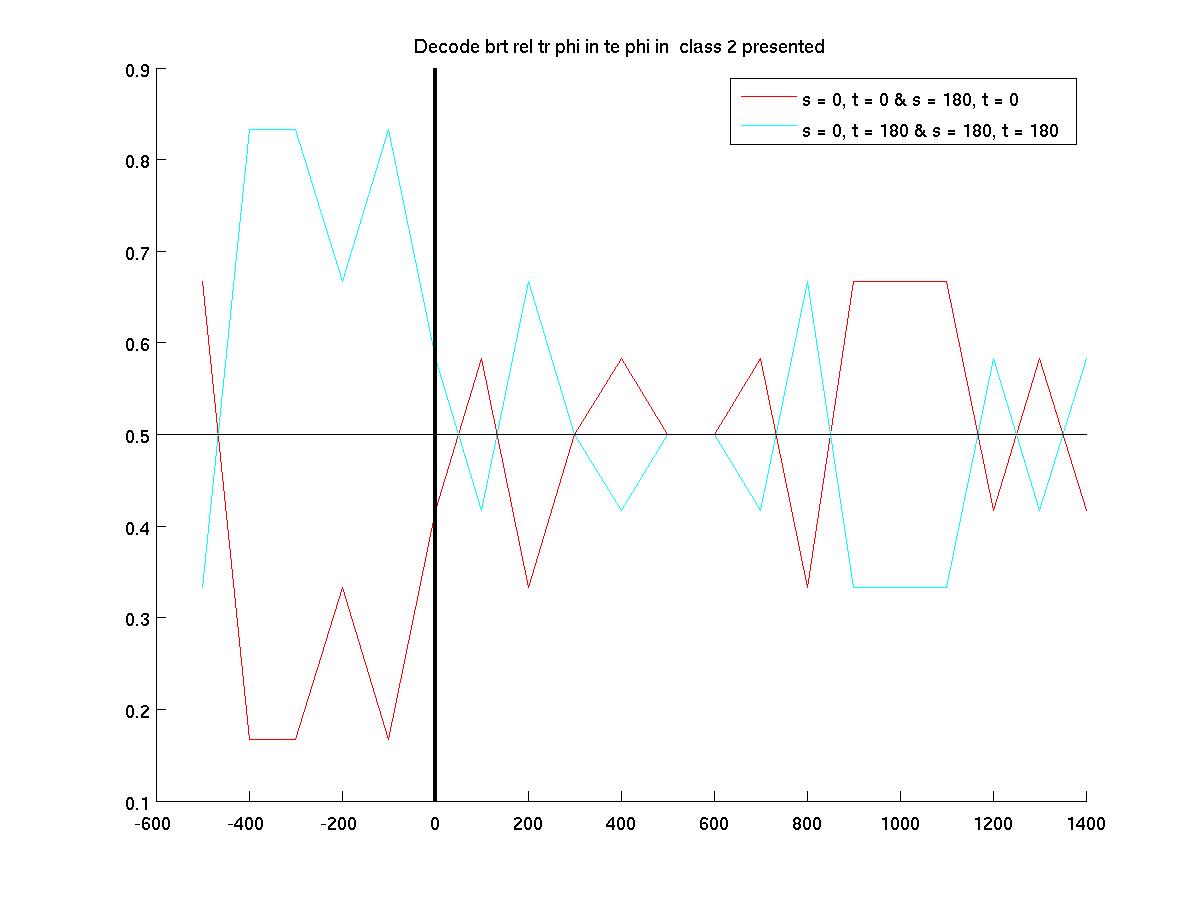 Decode brt rel tr phi in te phi in  class 2 presented
s = 0, t = 0 & s = 180, t = 0
s = 0, t = 180 & s = 180, t = 180
0.9
0.8
0.7
0.6
0.5
0.4
0.3
0.2
0.1
-600 -400 -200 0 200 400 600 800 1000 1200 1400